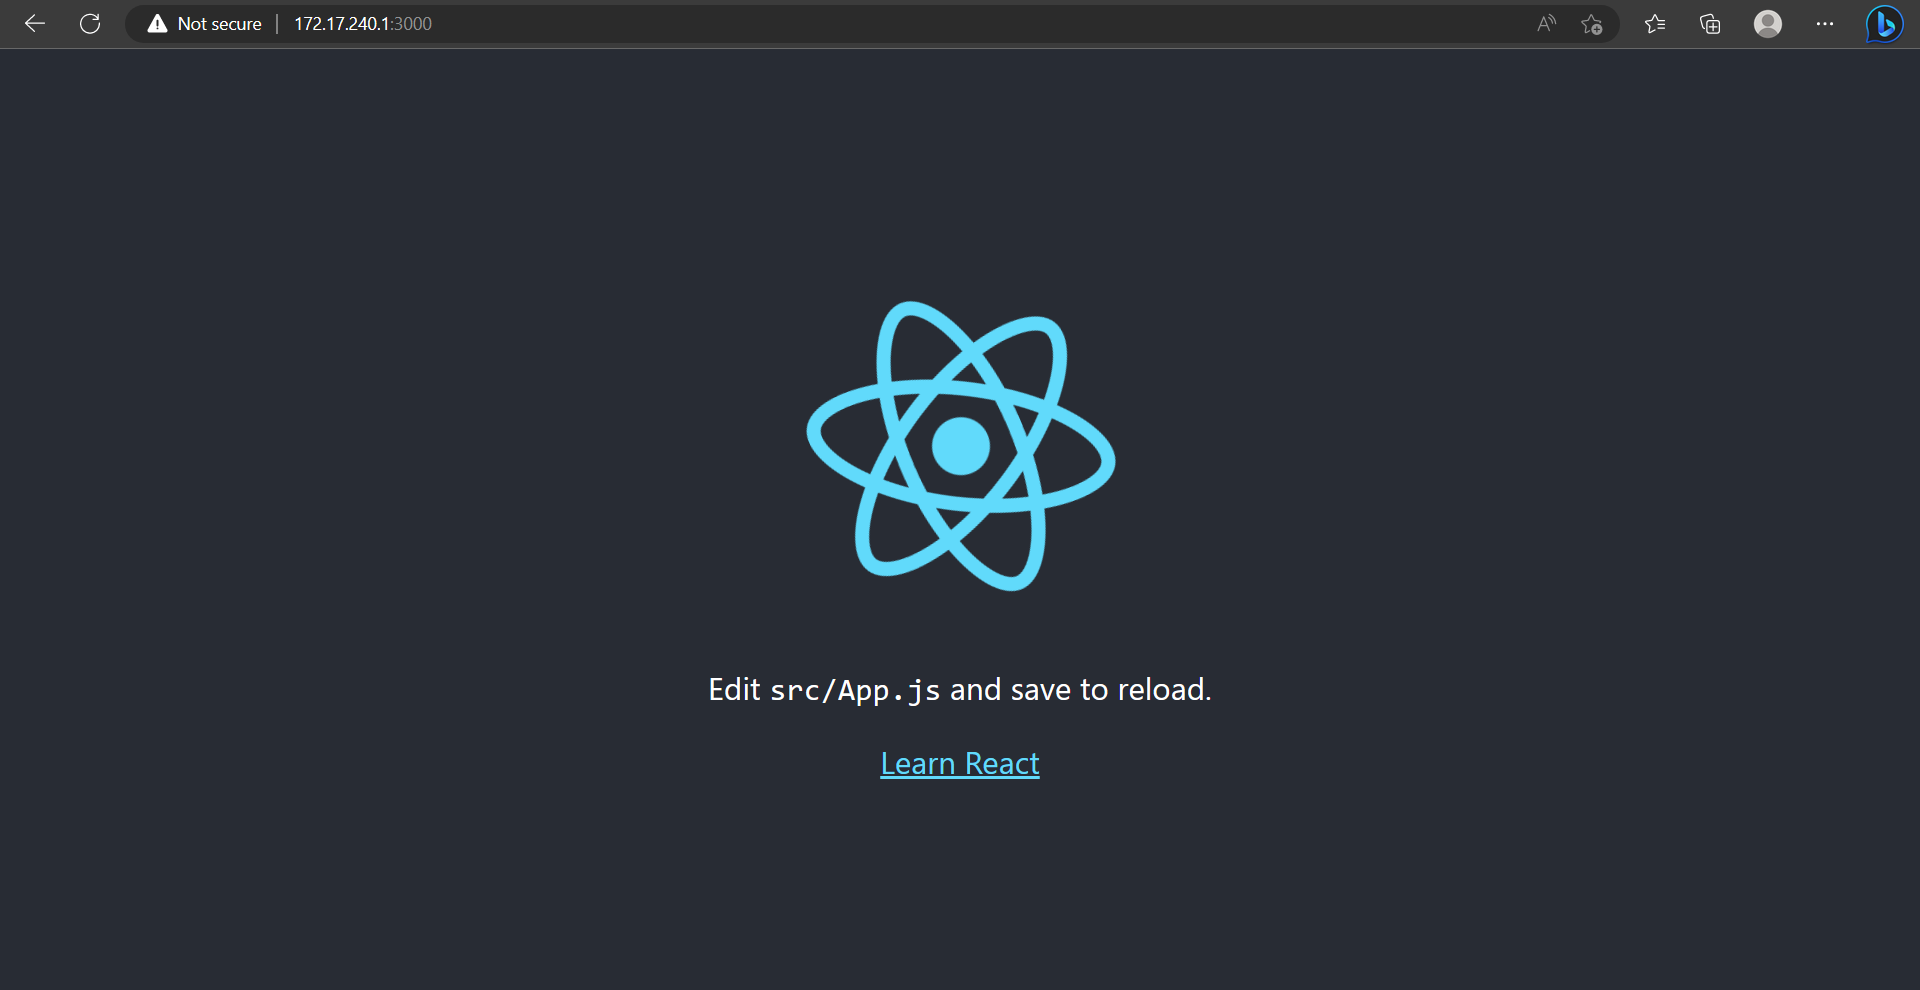 Not secure 172.17.240.1:3000
Edit src/App.js and save to reload.
Learn React